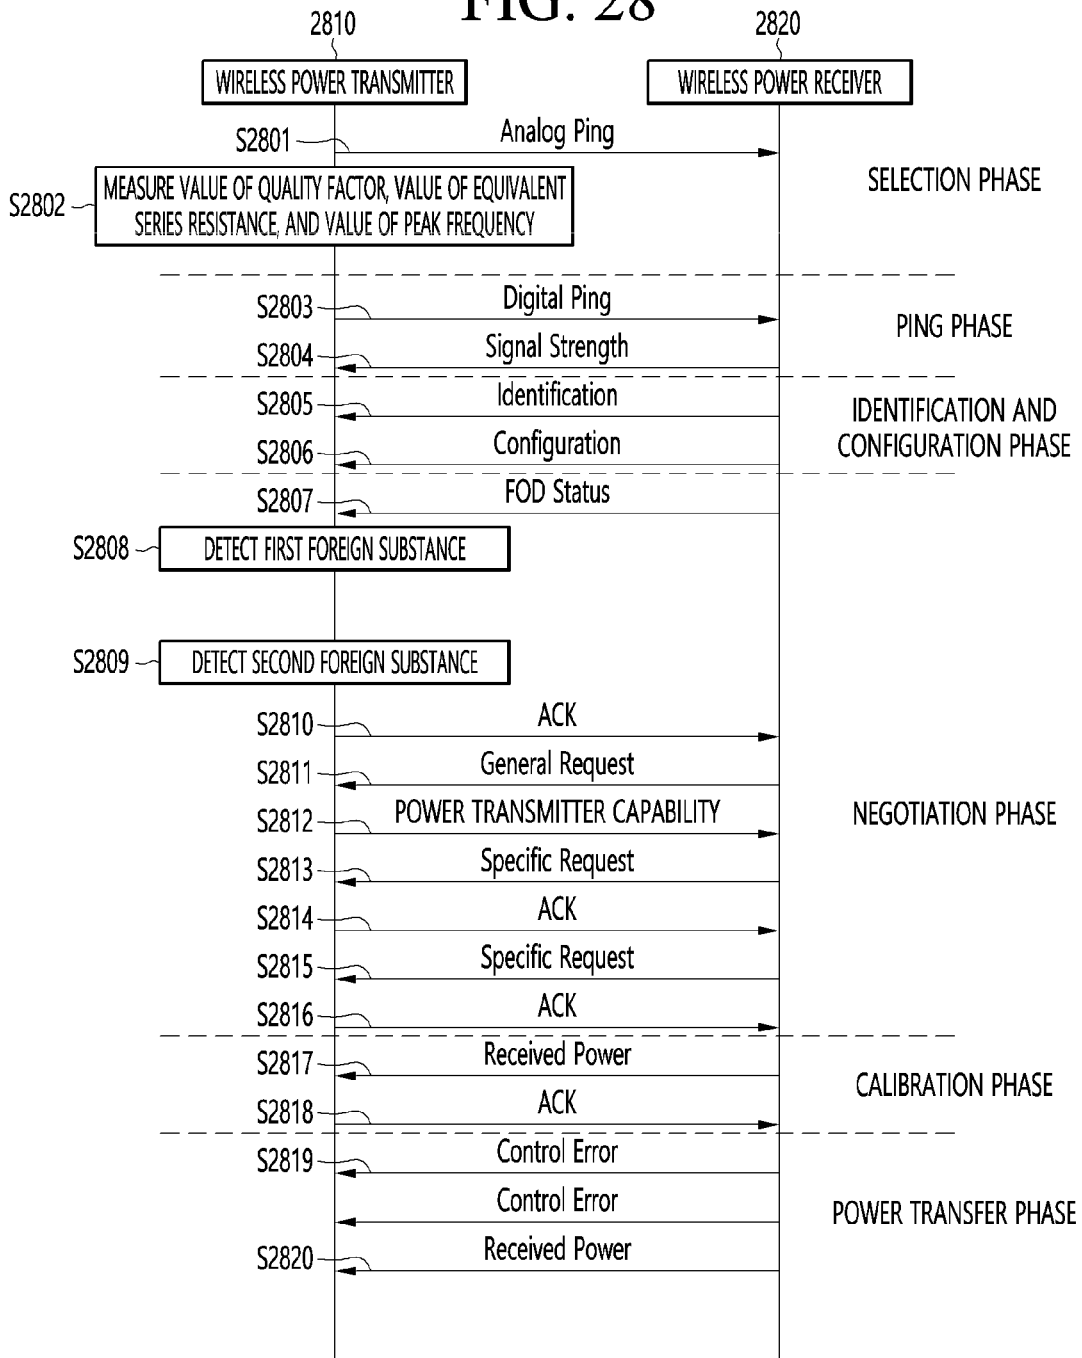 FIG. 28
2810
2820
WIRELESS POWER TRANSMITTER
WIRELESS POWER RECEIVER
S2801
Analog Ping
SELECTION PHASE
S2802
MEASURE VALUE OF QUALITY FACTOR, VALUE OF EQUIVALENT
SERIES RESISTANCE, AND VALUE OF PEAK FREQUENCY
S2803
Digital Ping
PING PHASE
S2804
Signal Strength
S2805
Identification
IDENTIFICATION AND
CONFIGURATION PHASE
S2806
Configuration
S2807
FOD Status
S2808
DETECT FIRST FOREIGN SUBSTANCE
S2809
DETECT SECOND FOREIGN SUBSTANCE
S2810
ACK
S2811
General Request
S2812
POWER TRANSMITTER CAPABILITY
NEGOTIATION PHASE
S2813
Specific Request
S2814
ACK
S2815
Specific Request
S2816
ACK
S2817
Received Power
CALIBRATION PHASE
S2818
ACK
S2819
Control Error
Control Error
POWER TRANSFER PHASE
S2820
Received Power